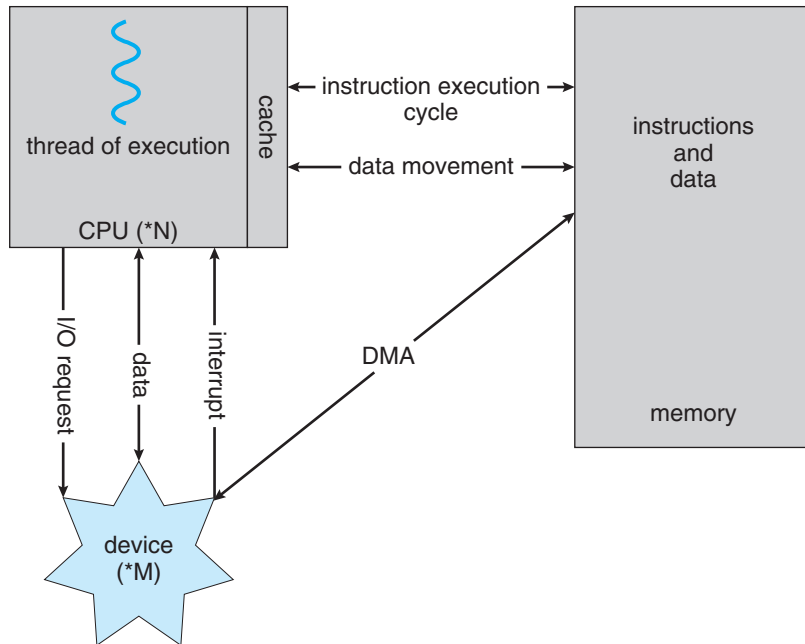 thread of execution
cache
CPU (*N)
instruction execution
cycle
data movement
instructions
and
data
memory
I/O request
data
interrupt
DMA
device
(*M)